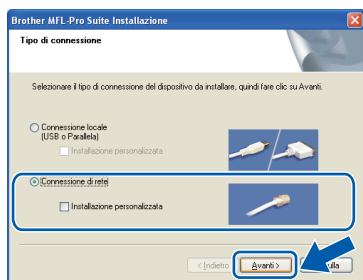 Brother MFL-Pro Suite Installazione
Tipo di connessione
Selezionare il tipo di connessione del dispositivo da installare, quindi fare clic su Avanti.
Connessione locale
(USB o Parallela)
Installazione personalizzata
Connessione di rete
Installazione personalizzata
< Indietro
Avanti >